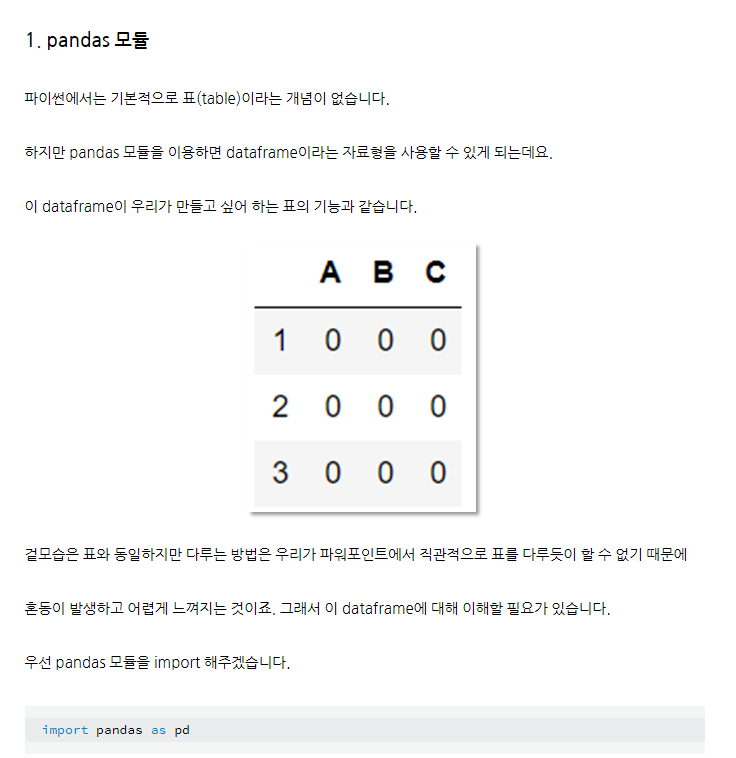 1. pandas 모듈
파이썬에서는 기본적으로 표(table)이라는 개념이 없습니다.
하지만 pandas 모듈을 이용하면 dataframe이라는 자료형을 사용할 수 있게 되는데요.
이 dataframe이 우리가 만들고 싶어 하는 표의 기능과 같습니다.
A B C
1 0 0 0
2 0 0 0
3 0 0 0
겉모습은 표와 동일하지만 다루는 방법은 우리가 파워포인트에서 직관적으로 표를 다루듯이 할 수 없기 때문에
혼동이 발생하고 어렵게 느껴지는 것이죠. 그래서 이 dataframe에 대해 이해할 필요가 있습니다.
우선 pandas 모듈을 import 해주겠습니다.
import pandas as pd